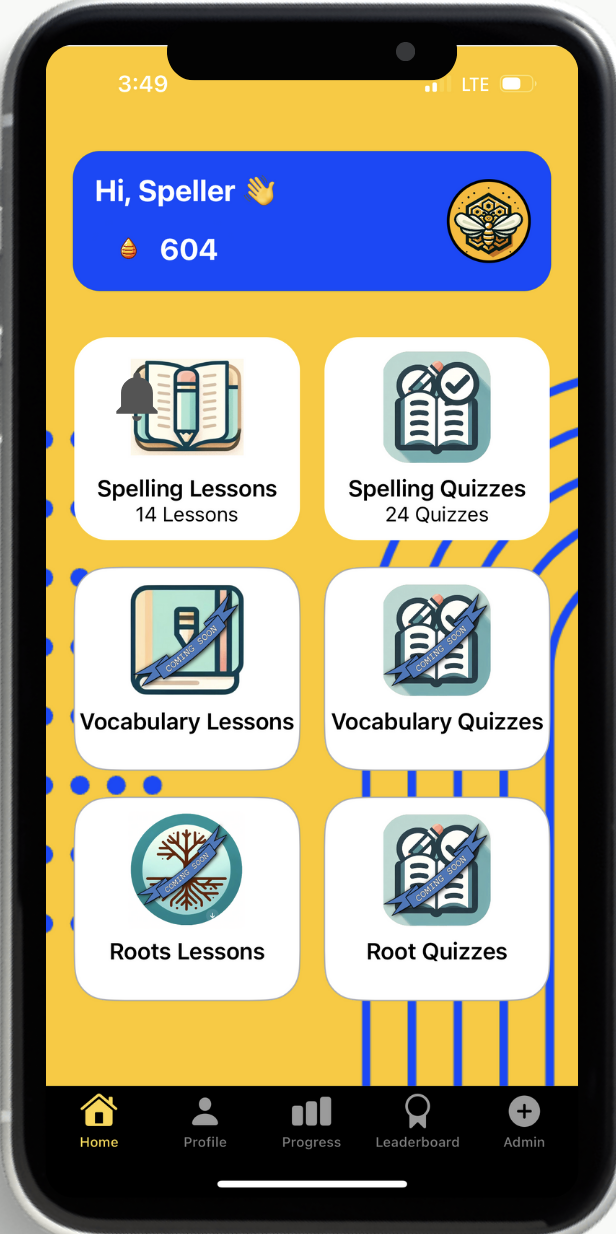 3:49
LTE
Hi, Speller 👋
604
Spelling Lessons
14 Lessons
Spelling Quizzes
24 Quizzes
COMING SOON
Vocabulary Lessons
COMING SOON
Vocabulary Quizzes
COMING SOON
Roots Lessons
COMING SOON
Root Quizzes
Home
Profile
Progress
Leaderboard
Admin